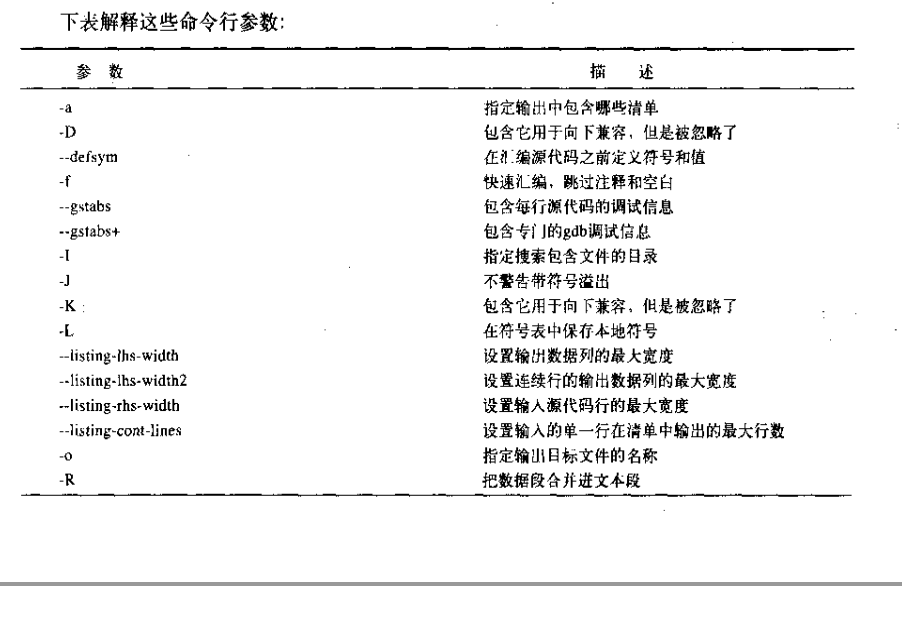 下表解释这些命令行参数:
参 数 描 述
-a 指定输出中包含哪些清单
-D 包含它用于向下兼容，但是被忽略了
--defsym 在汇编源代码之前定义符号和值
-f 快速汇编，跳过注释和空白
--gstabs 包含每行源代码的调试信息
--gstabs+ 包含专门的gdb调试信息
-I 指定搜索包含文件的目录
-J 不警告带符号溢出
-K 包含它用于向下兼容，但是被忽略了
-L 在符号表中保存本地符号
--listing-lhs-width 设置输出数据列的最大宽度
--listing-lhs-width2 设置连续行的输出数据列的最大宽度
--listing-rhs-width 设置输入源代码行的最大宽度
--listing-cont-lines 设置输入的单一行在清单中输出的最大行数
-o 指定输出目标文件的名称
-R 把数据段合并进文本段